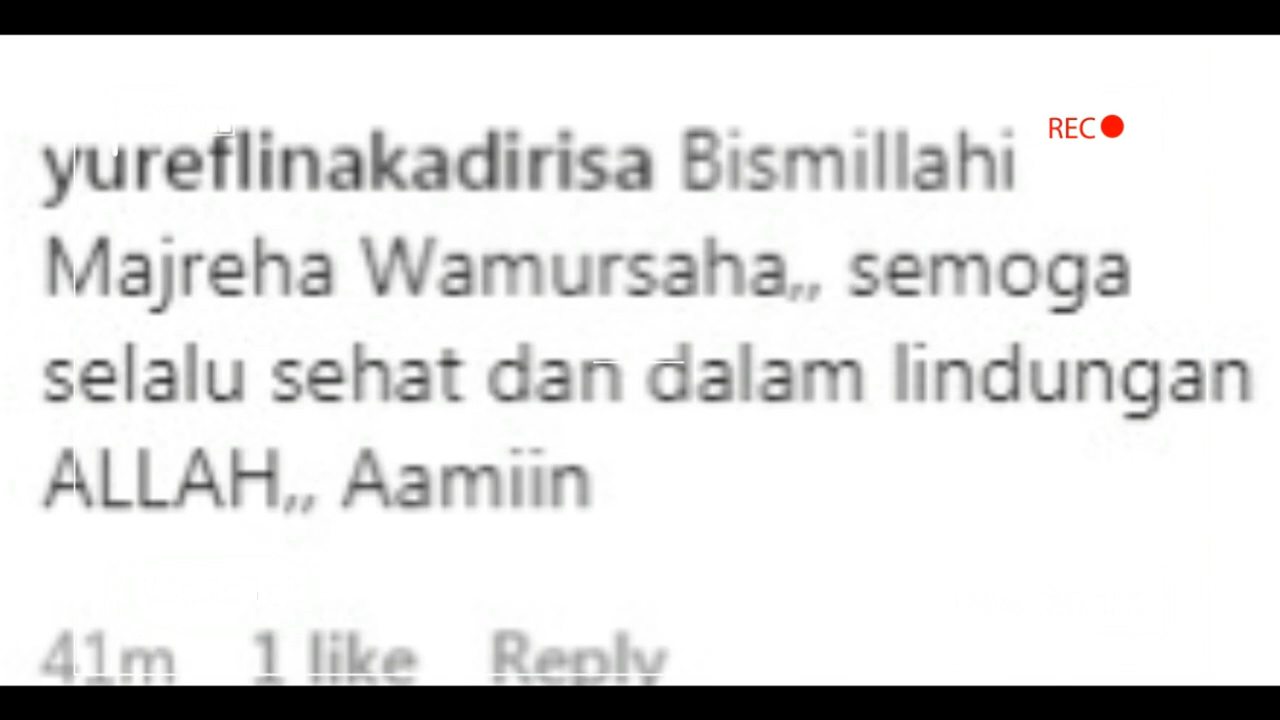 REC
yureflinakadirisa Bismillahi
Majreha Wamursaha,, semoga
selalu sehat dan dalam lindungan
ALLAH,, Aamiin
41m 1 like Reply